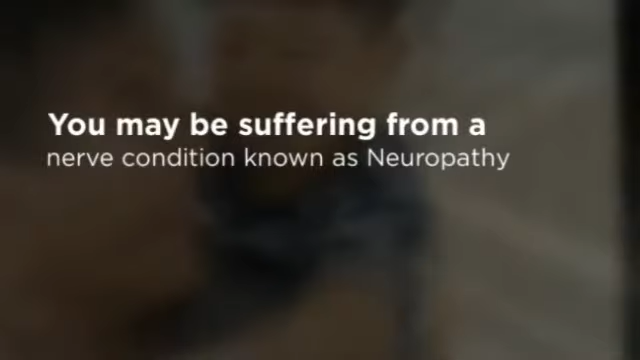 You may be suffering from a
nerve condition known as Neuropathy